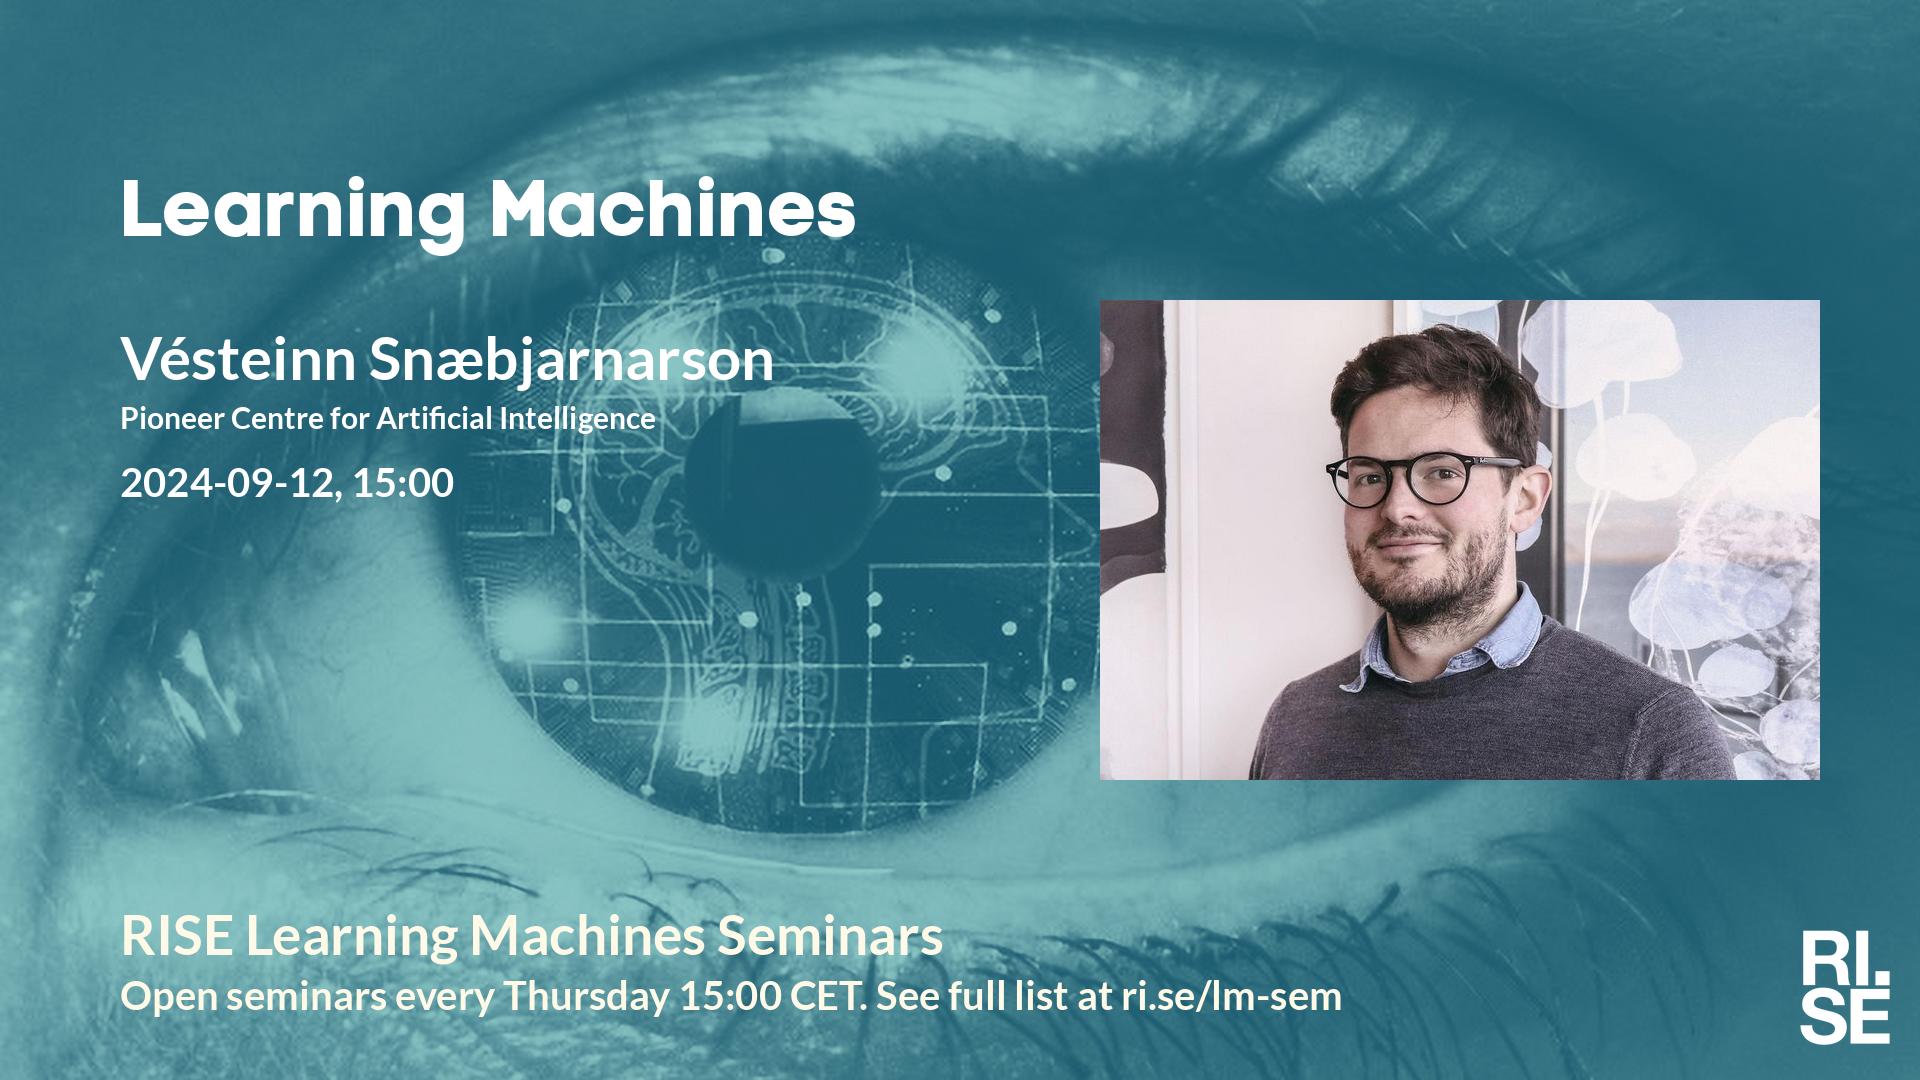 Learning Machines
Vésteinn Snæbjarnarson
Pioneer Centre for Artificial Intelligence
2024-09-12, 15:00
RISE Learning Machines Seminars
Open seminars every Thursday 15:00 CET. See full list at ri.se/lm-sem
RI.
SE